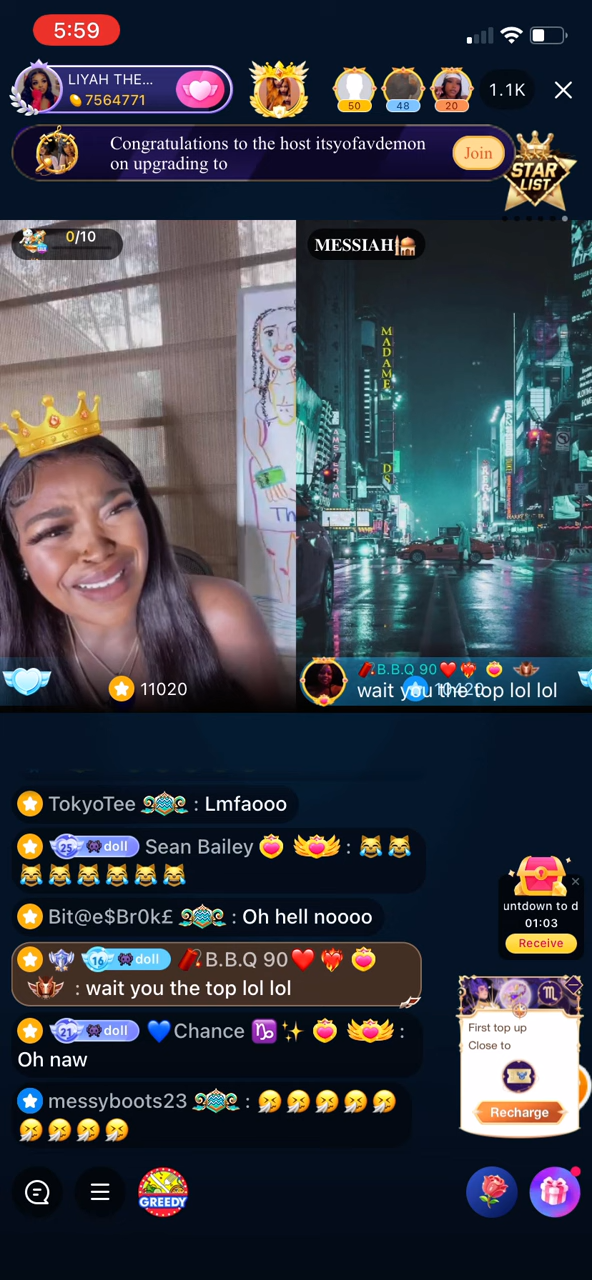 5:59
LIYAH THE...
7564771
50
48
20
1.1K
Congratulations to the host itsyofavdemon
on upgrading to
Join
STAR
LIST
0/10
MESSIAH
MADAME
Th
11020
B.B.Q 90
wait you the top lol lol
TokyoTee : Lmfaooo
25 doll Sean Bailey :
Bit@e$Br0k£ : Oh hell noooo
16 doll B.B.Q 90
: wait you the top lol lol
21 doll 💙Chance ♑✨ :
Oh naw
messyboots23 : 🤧🤧🤧🤧🤧
🤧🤧🤧🤧
untdown to d
01:03
Receive
First top up
Close to
Recharge
GREEDY